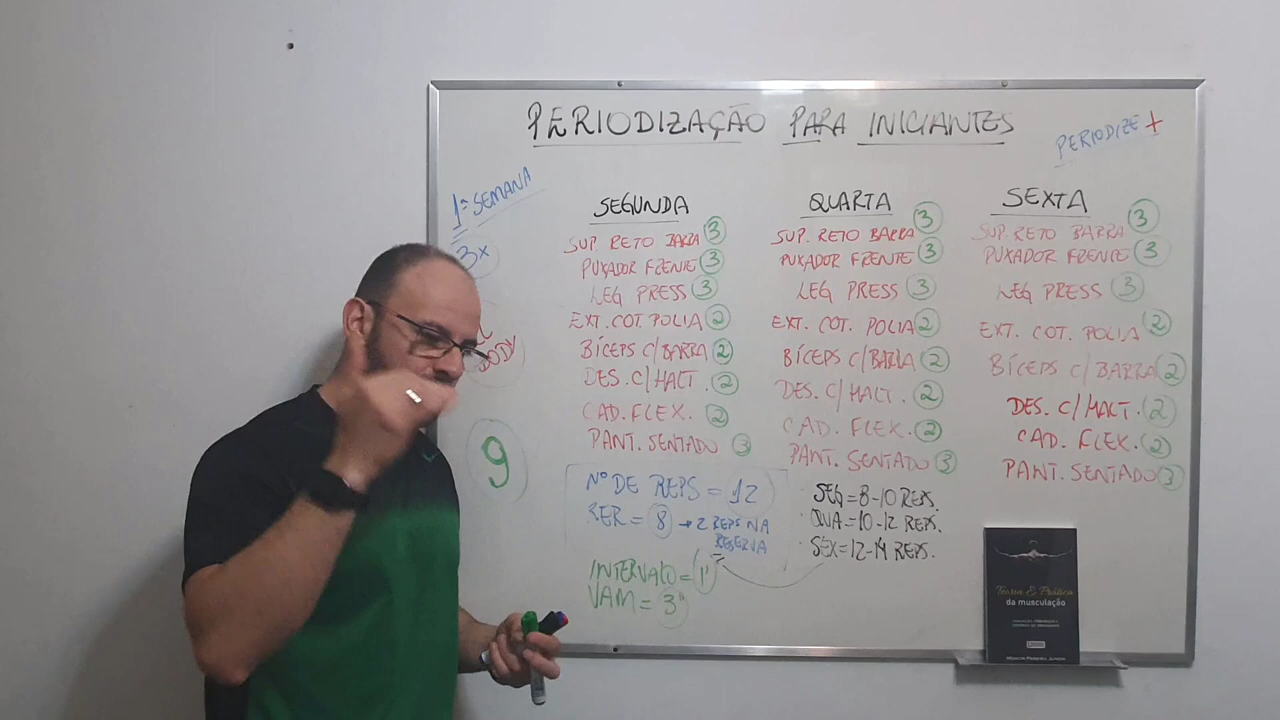 PERIODIZAÇÃO PARA INICIANTES
PERIODIZE +
1ª SEMANA
3x
BODY
9
SEGUNDA
SUP. RETO BARRA 3
PUXADOR FRENTE 3
LEG PRESS 3
EXT. COT. POLIA 2
BÍCEPS C/BARRA 2
DES. C/HALT. 2
CAD. FLEX. 2
PANT. SENTADO 3
QUARTA
SUP. RETO BARRA 3
PUXADOR FRENTE 3
LEG PRESS 3
EXT. COT. POLIA 2
BÍCEPS C/BARRA 2
DES. C/HALT. 2
CAD. FLEX. 2
PANT. SENTADO 3
SEXTA
SUP. RETO BARRA 3
PUXADOR FRENTE 3
LEG PRESS 3
EXT. COT. POLIA 2
BÍCEPS C/BARRA 2
DES. C/HALT. 2
CAD. FLEX. 2
PANT. SENTADO 3
Nº DE REPS = 12
RER = 8 → 2 REPS NA
RESERVA
INTERVALO = 1'
VAM = 3"
SEG = 8-10 REPS.
QUA = 10-12 REPS.
SEX = 12-14 REPS.
Teoria & Prática
da musculação